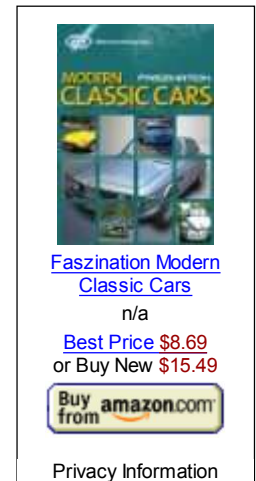 MODERN FASZINATION
CLASSIC CARS
Faszination Modern
Classic Cars
n/a
Best Price $8.69
or Buy New $15.49
Buy
from amazon.com
Privacy Information